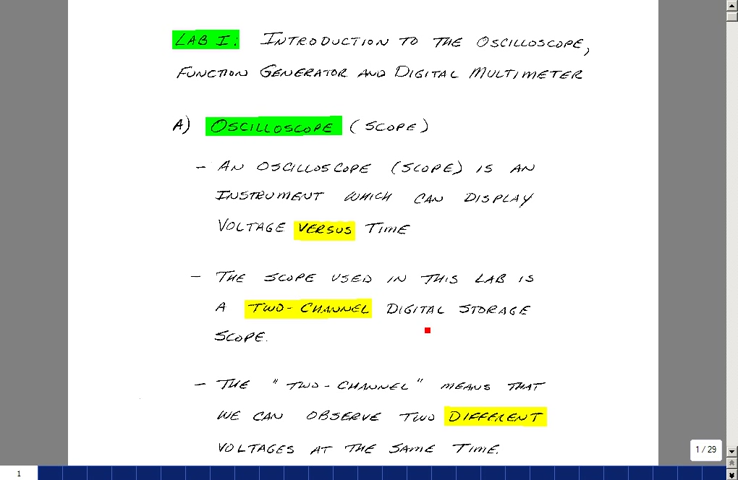 LAB I: INTRODUCTION TO THE OSCILLOSCOPE,
FUNCTION GENERATOR AND DIGITAL MULTIMETER
A) OSCILLOSCOPE (SCOPE)
- AN OSCILLOSCOPE (SCOPE) IS AN
INSTRUMENT WHICH CAN DISPLAY
VOLTAGE VERSUS TIME
- THE SCOPE USED IN THIS LAB IS
A TWO-CHANNEL DIGITAL STORAGE
SCOPE.
- THE "TWO-CHANNEL" MEANS THAT
WE CAN OBSERVE TWO DIFFERENT
VOLTAGES AT THE SAME TIME.
1 / 29
1